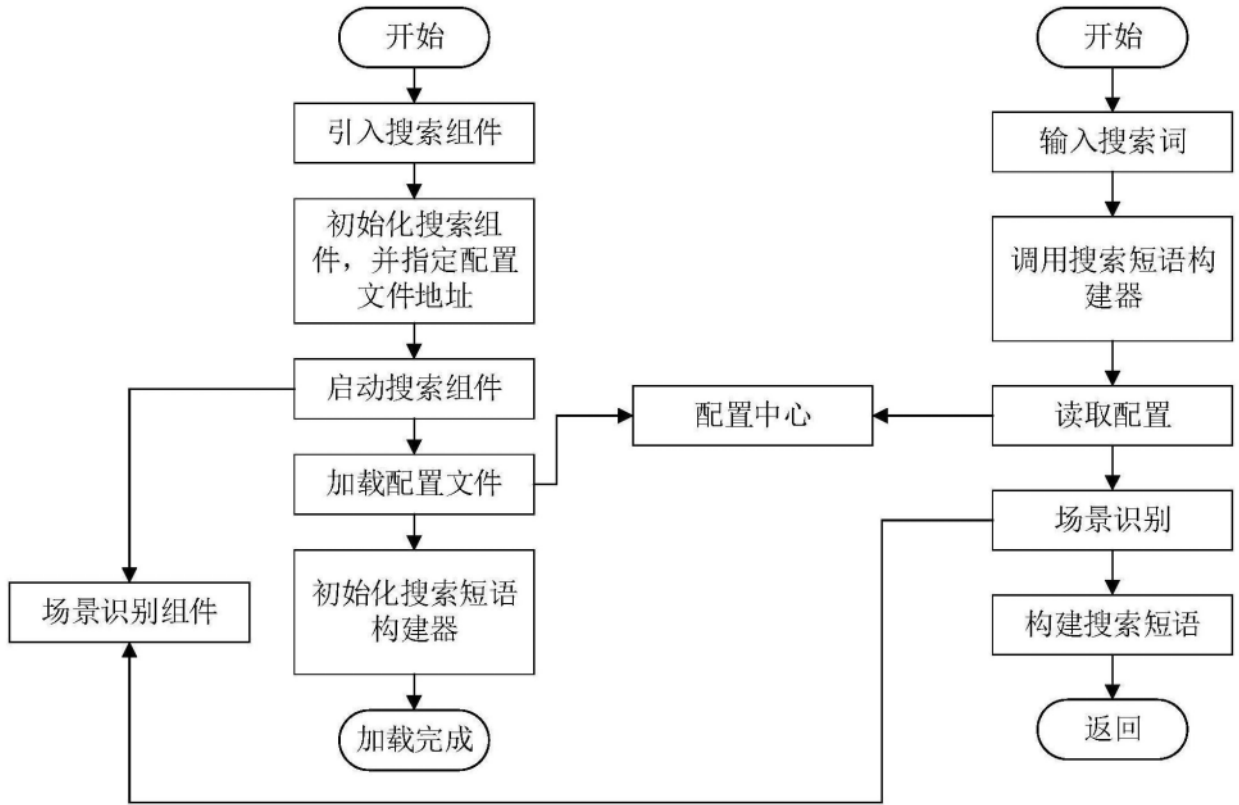 开始
引入搜索组件
初始化搜索组
件，并指定配置
文件地址
启动搜索组件
加载配置文件
初始化搜索短语
构建器
加载完成
场景识别组件
配置中心
开始
输入搜索词
调用搜索短语构
建器
读取配置
场景识别
构建搜索短语
返回